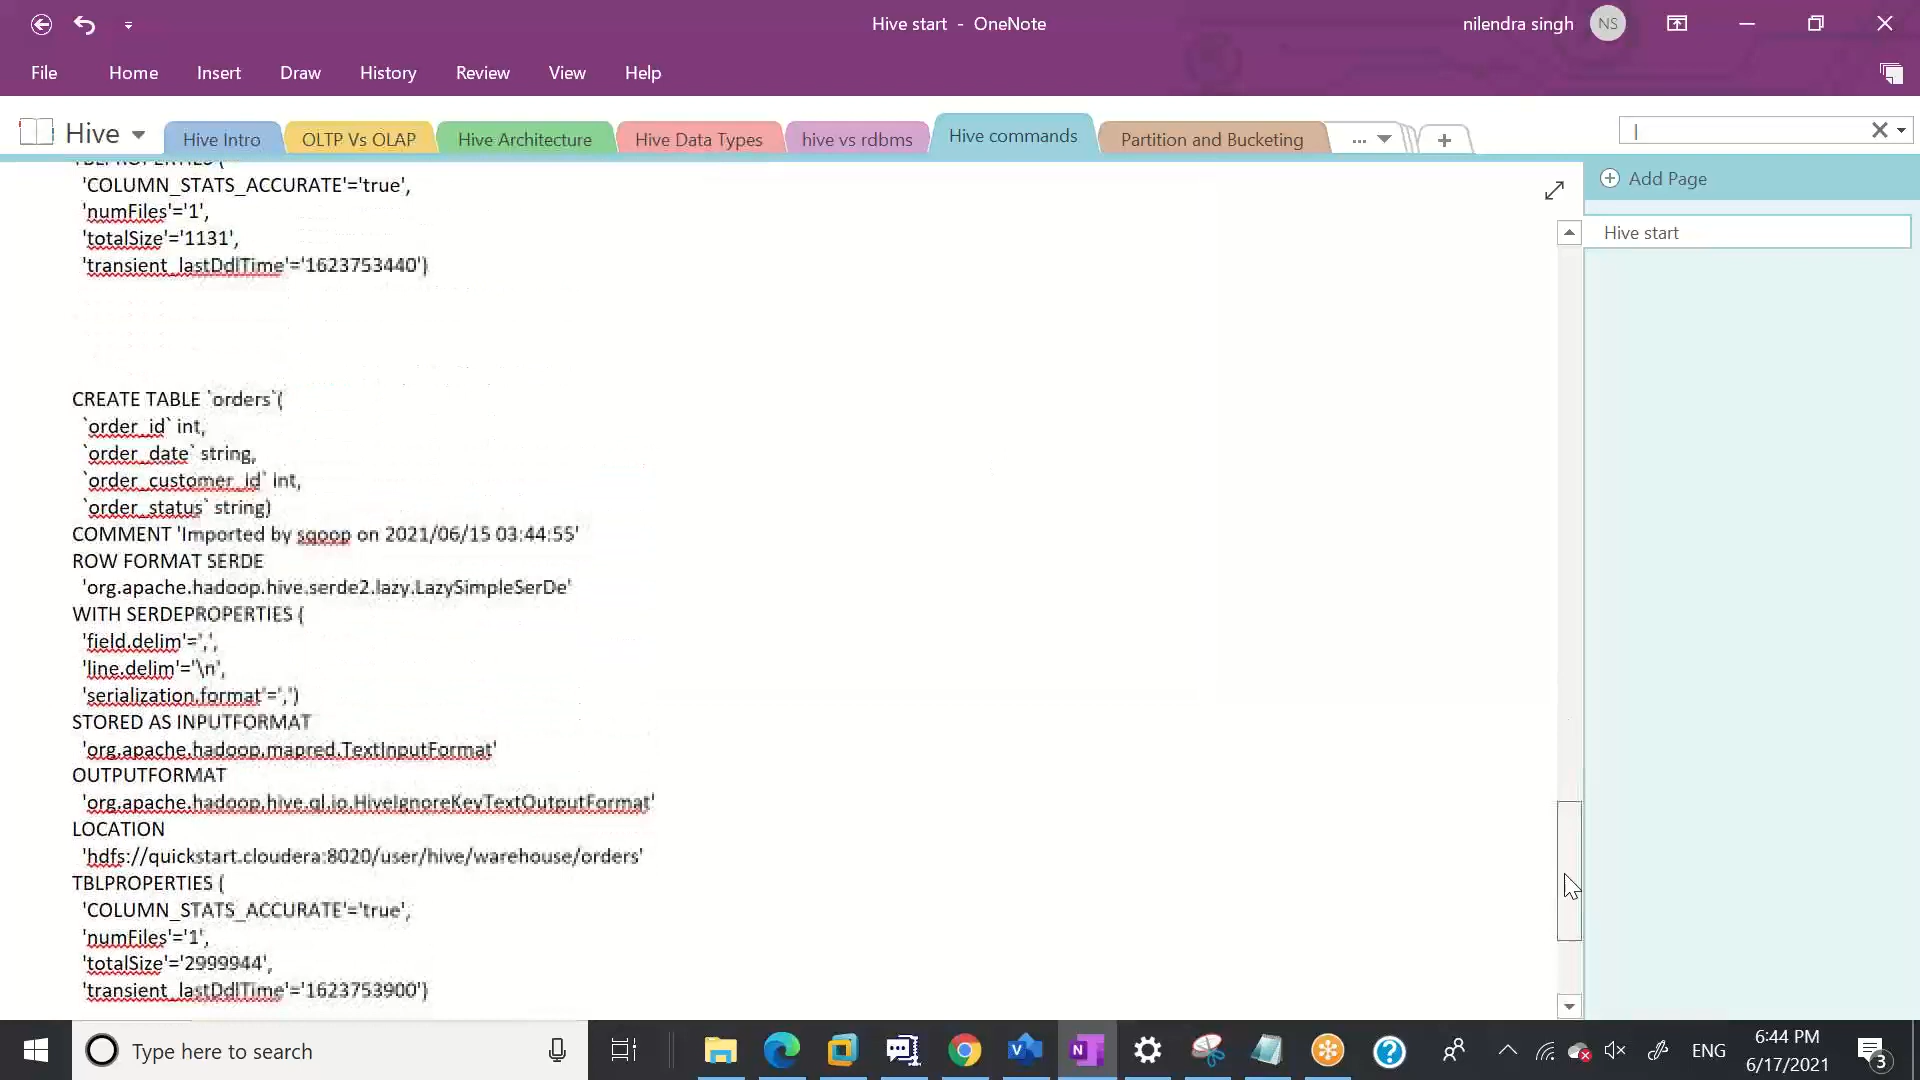 Hive start - OneNote
nilendra singh
NS
File
Home
Insert
Draw
History
Review
View
Help
Hive
Hive Intro
OLTP Vs OLAP
Hive Architecture
Hive Data Types
hive vs rdbms
Hive commands
Partition and Bucketing
...
Add Page
Hive start
TBLPROPERTIES (
'COLUMN_STATS_ACCURATE'='true',
'numFiles'='1',
'totalSize'='1131',
'transient_lastDdlTime'='1623753440')
CREATE TABLE `orders`(
`order_id` int,
`order_date` string,
`order_customer_id` int,
`order_status` string)
COMMENT 'Imported by sqoop on 2021/06/15 03:44:55'
ROW FORMAT SERDE
'org.apache.hadoop.hive.serde2.lazy.LazySimpleSerDe'
WITH SERDEPROPERTIES (
'field.delim'=',',
'line.delim'='\n',
'serialization.format'=',')
STORED AS INPUTFORMAT
'org.apache.hadoop.mapred.TextInputFormat'
OUTPUTFORMAT
'org.apache.hadoop.hive.ql.io.HiveIgnoreKeyTextOutputFormat'
LOCATION
'hdfs://quickstart.cloudera:8020/user/hive/warehouse/orders'
TBLPROPERTIES (
'COLUMN_STATS_ACCURATE'='true',
'numFiles'='1',
'totalSize'='2999944',
'transient_lastDdlTime'='1623753900')
Type here to search
ENG
6:44 PM
6/17/2021
3